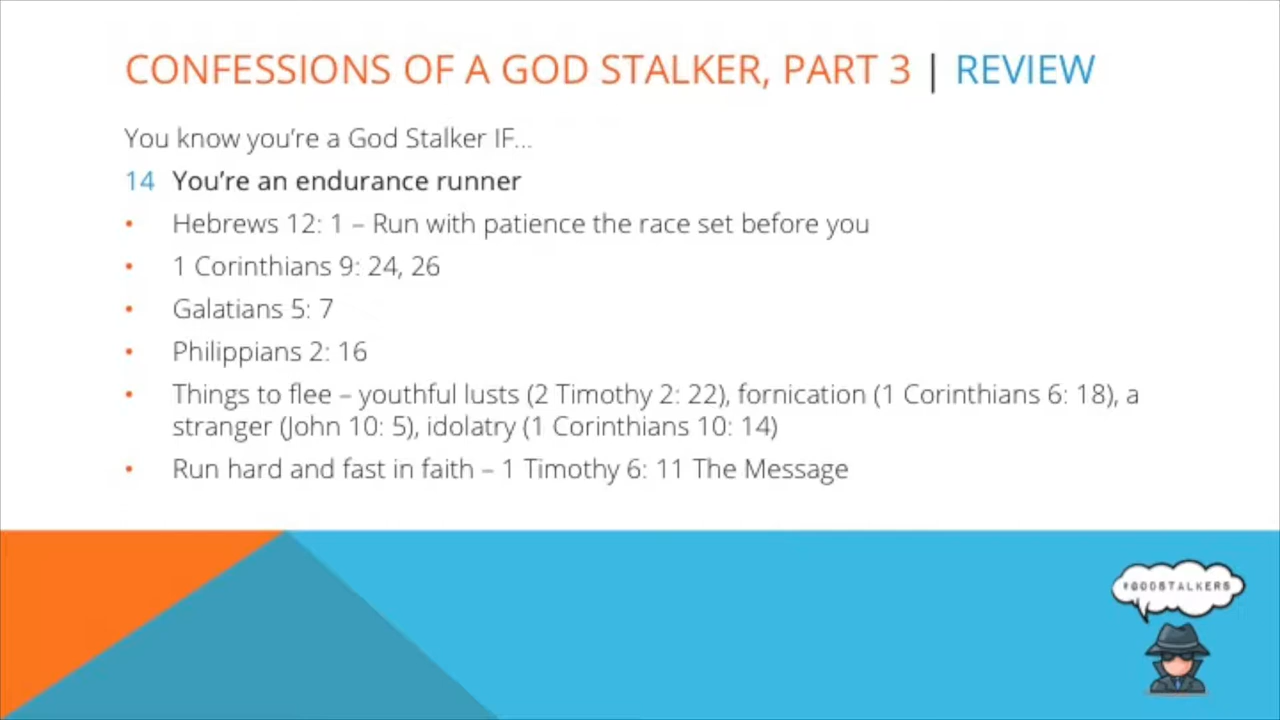 CONFESSIONS OF A GOD STALKER, PART 3 | REVIEW
You know you're a God Stalker IF...
14 You're an endurance runner
• Hebrews 12: 1 – Run with patience the race set before you
• 1 Corinthians 9: 24, 26
• Galatians 5: 7
• Philippians 2: 16
• Things to flee – youthful lusts (2 Timothy 2: 22), fornication (1 Corinthians 6: 18), a
stranger (John 10: 5), idolatry (1 Corinthians 10: 14)
• Run hard and fast in faith – 1 Timothy 6: 11 The Message
#GODSTALKERS